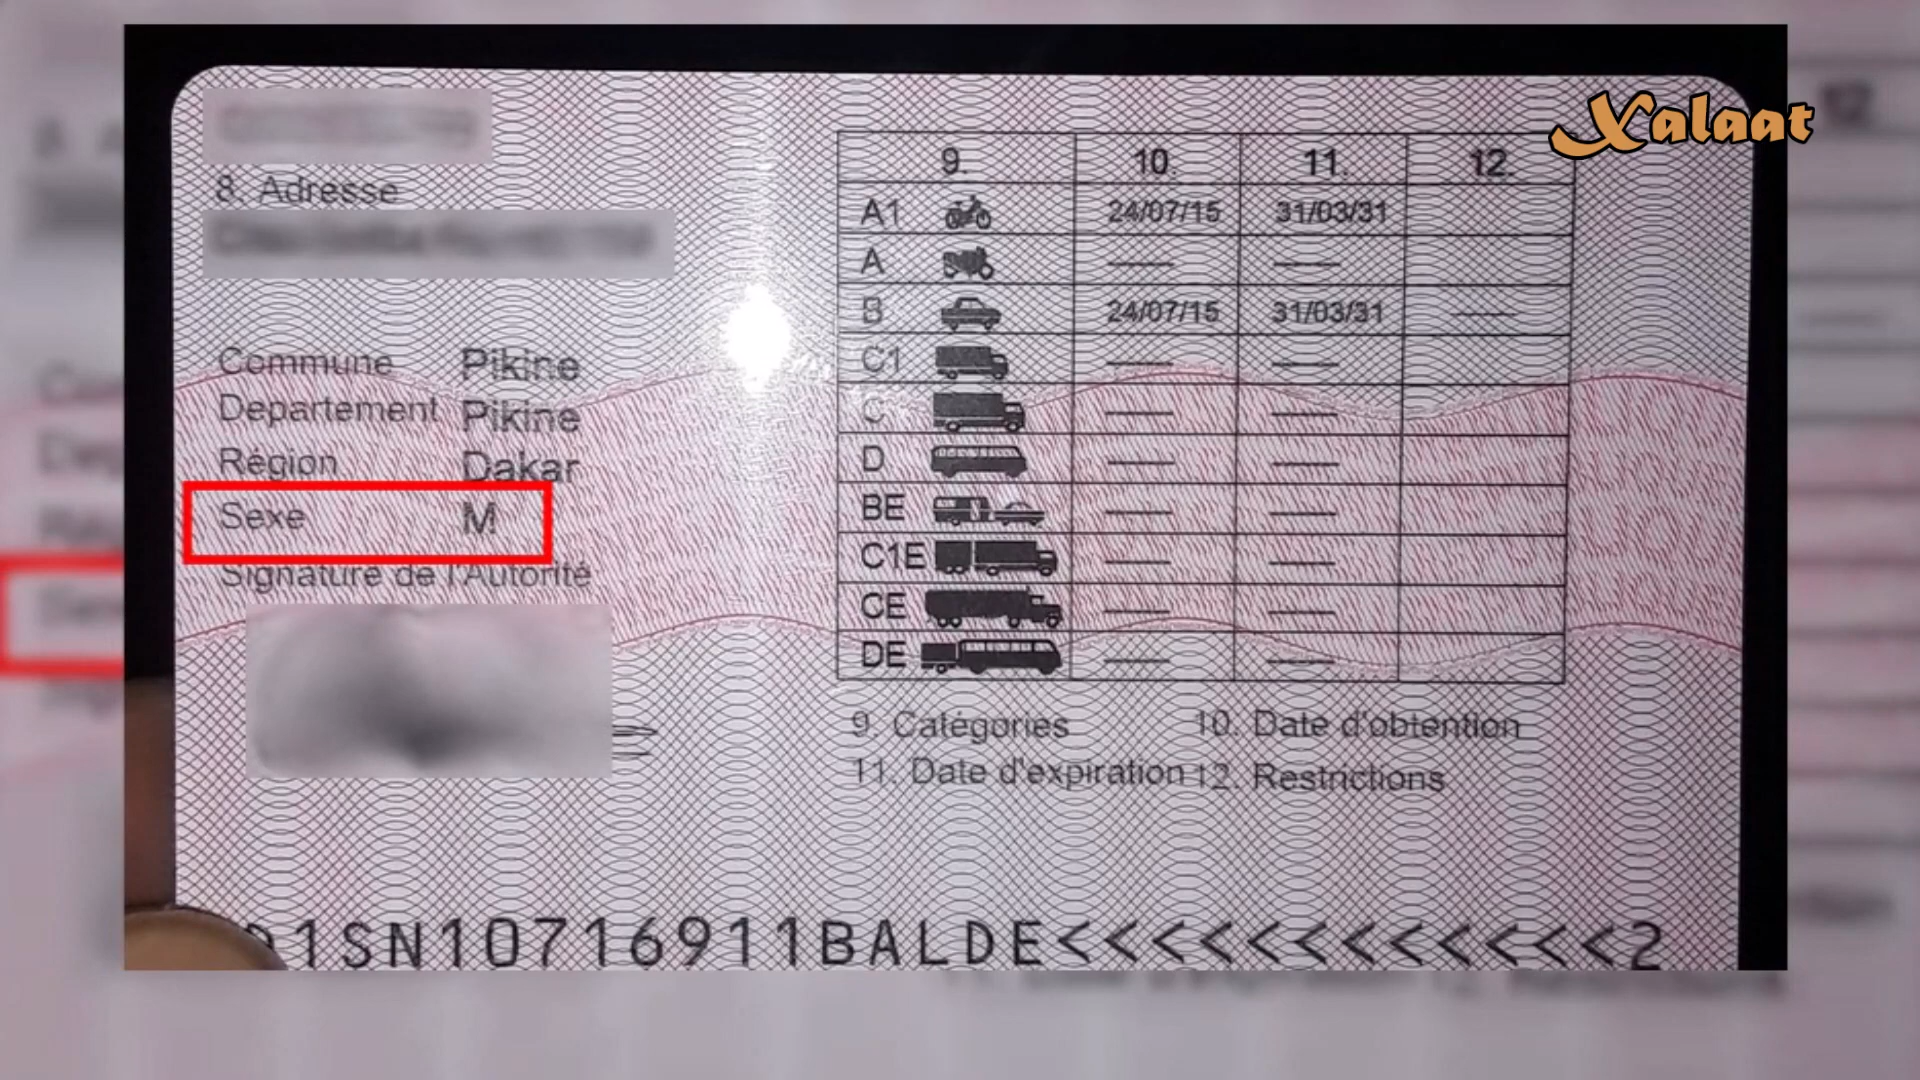 Xalaat
8. Adresse
Commune Pikine
Departement Pikine
Région Dakar
Sexe M
Signature de l'Autorité
9. 10. 11. 12.
A1 24/07/15 31/03/31
A
B 24/07/15 31/03/31
C1
C
D
BE
C1E
CE
DE
9. Catégories 10. Date d'obtention
11. Date d'expiration 12. Restrictions
1SN10716911BALDE<<<<<<<<<<<<2